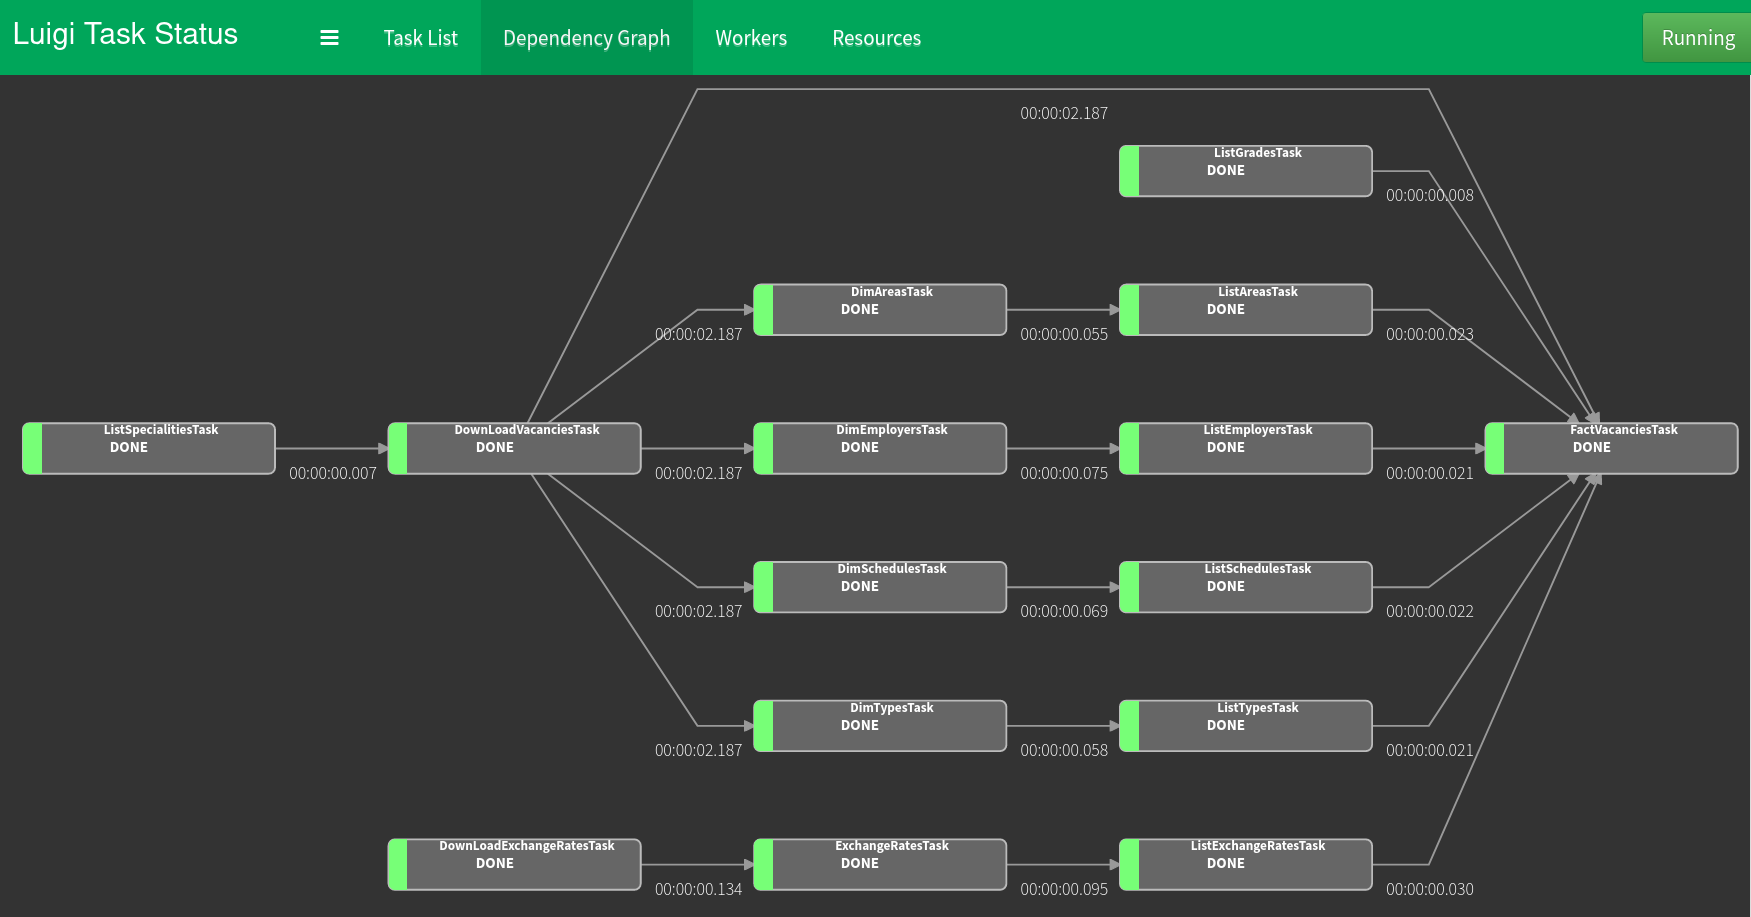 Luigi Task Status
Task List
Dependency Graph
Workers
Resources
Running
00:00:02.187
ListGradesTask
DONE
00:00:00.008
DimAreasTask
DONE
ListAreasTask
DONE
00:00:02.187
00:00:00.055
00:00:00.023
ListSpecialitiesTask
DONE
DownLoadVacanciesTask
DONE
DimEmployersTask
DONE
ListEmployersTask
DONE
FactVacanciesTask
DONE
00:00:00.007
00:00:02.187
00:00:00.075
00:00:00.021
DimSchedulesTask
DONE
ListSchedulesTask
DONE
00:00:02.187
00:00:00.069
00:00:00.022
DimTypesTask
DONE
ListTypesTask
DONE
00:00:02.187
00:00:00.058
00:00:00.021
DownLoadExchangeRatesTask
DONE
ExchangeRatesTask
DONE
ListExchangeRatesTask
DONE
00:00:00.134
00:00:00.095
00:00:00.030